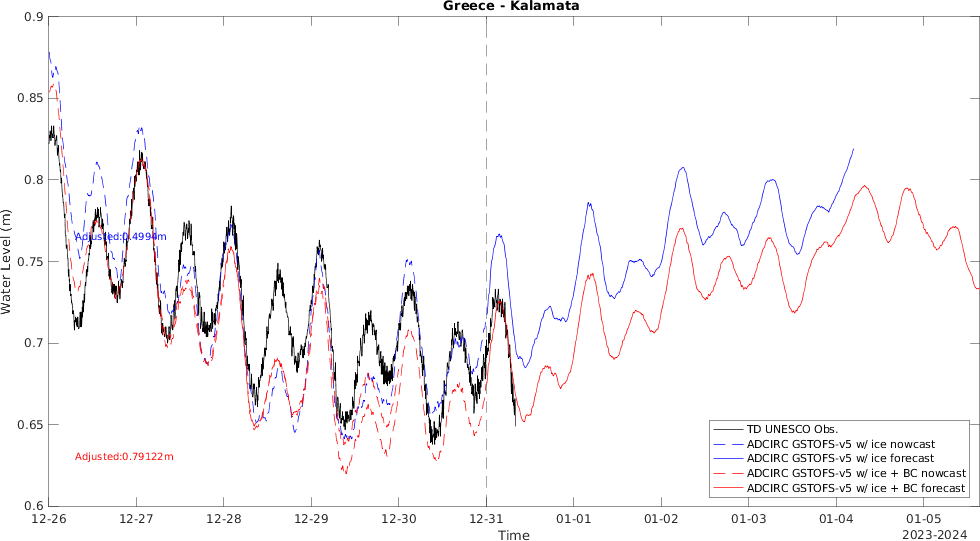 Greece - Kalamata
0.9
0.85
0.8
0.75
0.7
0.65
0.6
Water Level (m)
Adjusted:0.4994m
Adjusted:0.79122m
TD UNESCO Obs.
ADCIRC GSTOFS-v5 w/ ice nowcast
ADCIRC GSTOFS-v5 w/ ice forecast
ADCIRC GSTOFS-v5 w/ ice + BC nowcast
ADCIRC GSTOFS-v5 w/ ice + BC forecast
12-26 12-27 12-28 12-29 12-30 12-31 01-01 01-02 01-03 01-04 01-05
Time
2023-2024